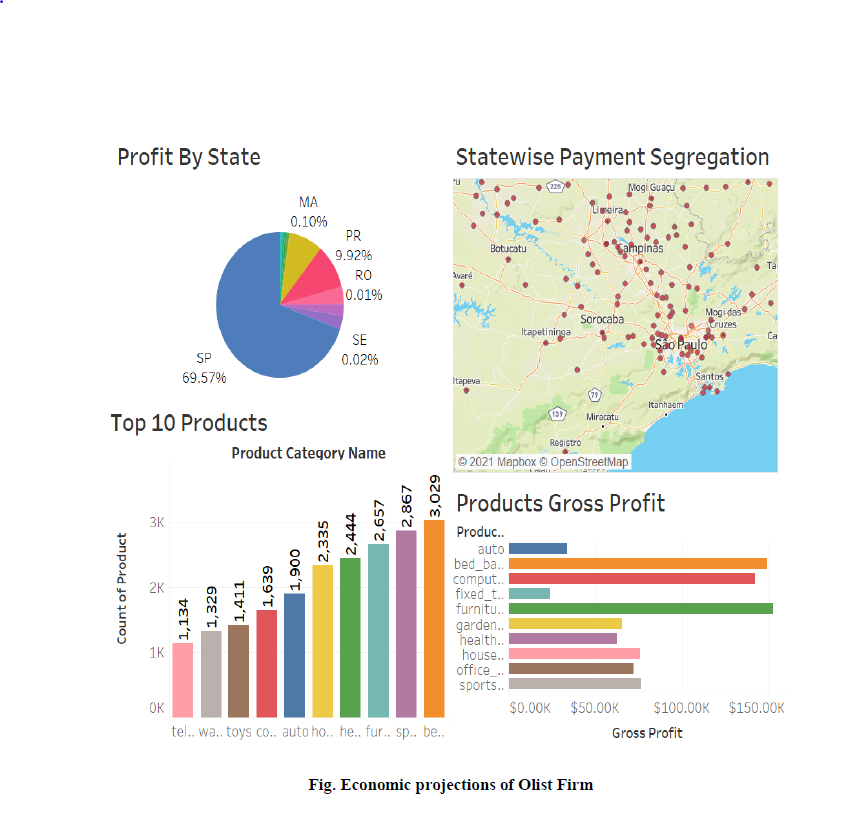 Profit By State
MA
0.10%
PR
9.92%
RO
0.01%
SE
0.02%
SP
69.57%
Statewise Payment Segregation
225
Mogi Guaçu
Limeira
Campinas
Botucatu
Avaré
Ta
Mogi das
Cruzes
Sorocaba
Itapetininga
São Paulo
Ca
Santos
Itapeva
79
Itanhaem
139
Miracatu
Registro
© 2021 Mapbox © OpenStreetMap
Top 10 Products
Product Category Name
Count of Product
3K
2K
1K
0K
1,134
1,329
1,411
1,639
1,900
2,335
2,444
2,657
2,867
3,029
tel.. wa.. toys co.. auto ho.. he.. fur.. sp.. be..
Products Gross Profit
Produc..
auto
bed_ba..
comput..
fixed_t..
furnitu..
garden..
health..
house..
office_..
sports..
$0.00K $50.00K $100.00K $150.00K
Gross Profit
Fig. Economic projections of Olist Firm